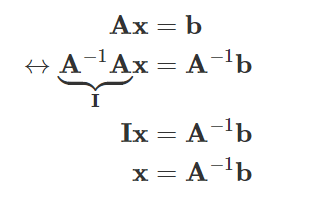 Ax = b
↔ A⁻¹Ax = A⁻¹b
I
Ix = A⁻¹b
x = A⁻¹b